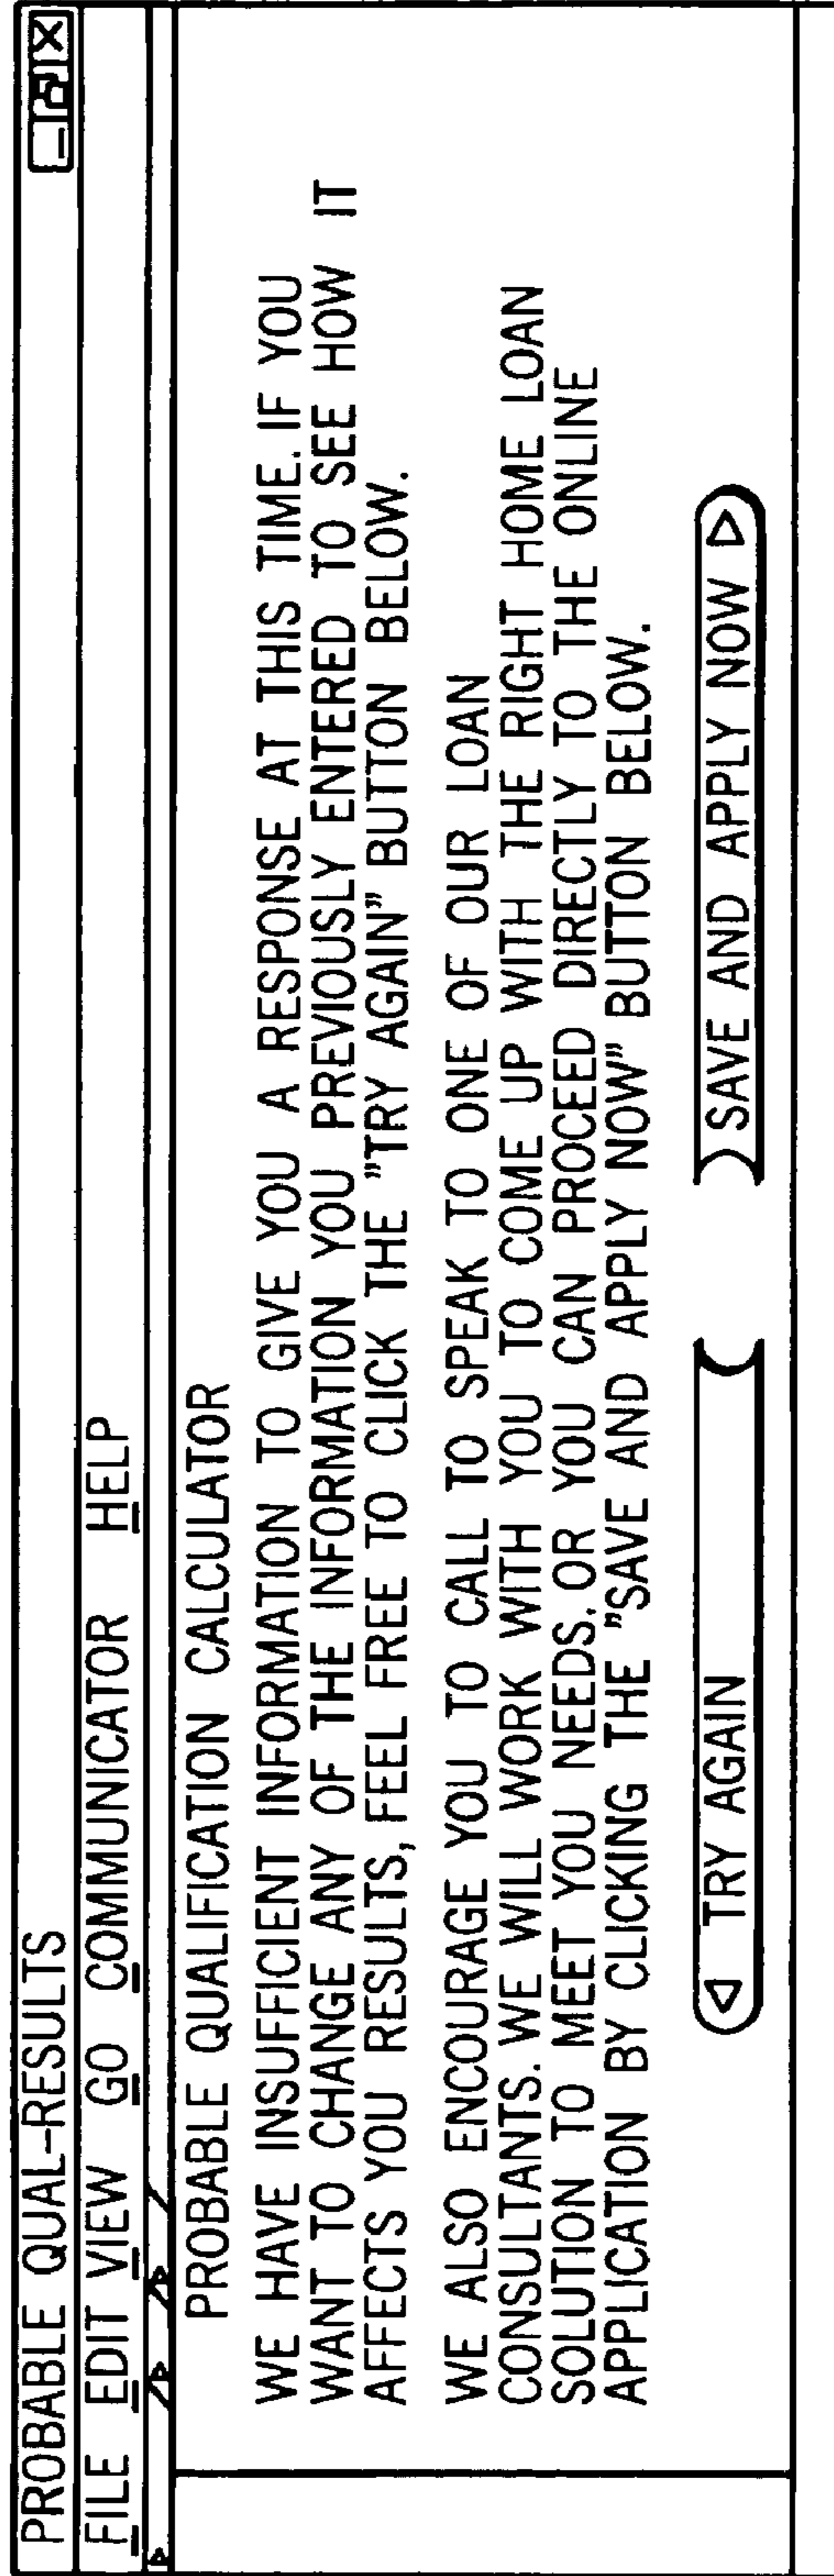 PROBABLE QUAL-RESULTS
FILE EDIT VIEW GO COMMUNICATOR HELP
PROBABLE QUALIFICATION CALCULATOR
WE HAVE INSUFFICIENT INFORMATION TO GIVE YOU A RESPONSE AT THIS TIME. IF YOU
WANT TO CHANGE ANY OF THE INFORMATION YOU PREVIOUSLY ENTERED TO SEE HOW IT
AFFECTS YOU RESULTS, FEEL FREE TO CLICK THE "TRY AGAIN" BUTTON BELOW.
WE ALSO ENCOURAGE YOU TO CALL TO SPEAK TO ONE OF OUR LOAN
CONSULTANTS. WE WILL WORK WITH YOU TO COME UP WITH THE RIGHT HOME LOAN
SOLUTION TO MEET YOU NEEDS. OR YOU CAN PROCEED DIRECTLY TO THE ONLINE
APPLICATION BY CLICKING THE "SAVE AND APPLY NOW" BUTTON BELOW.
TRY AGAIN SAVE AND APPLY NOW